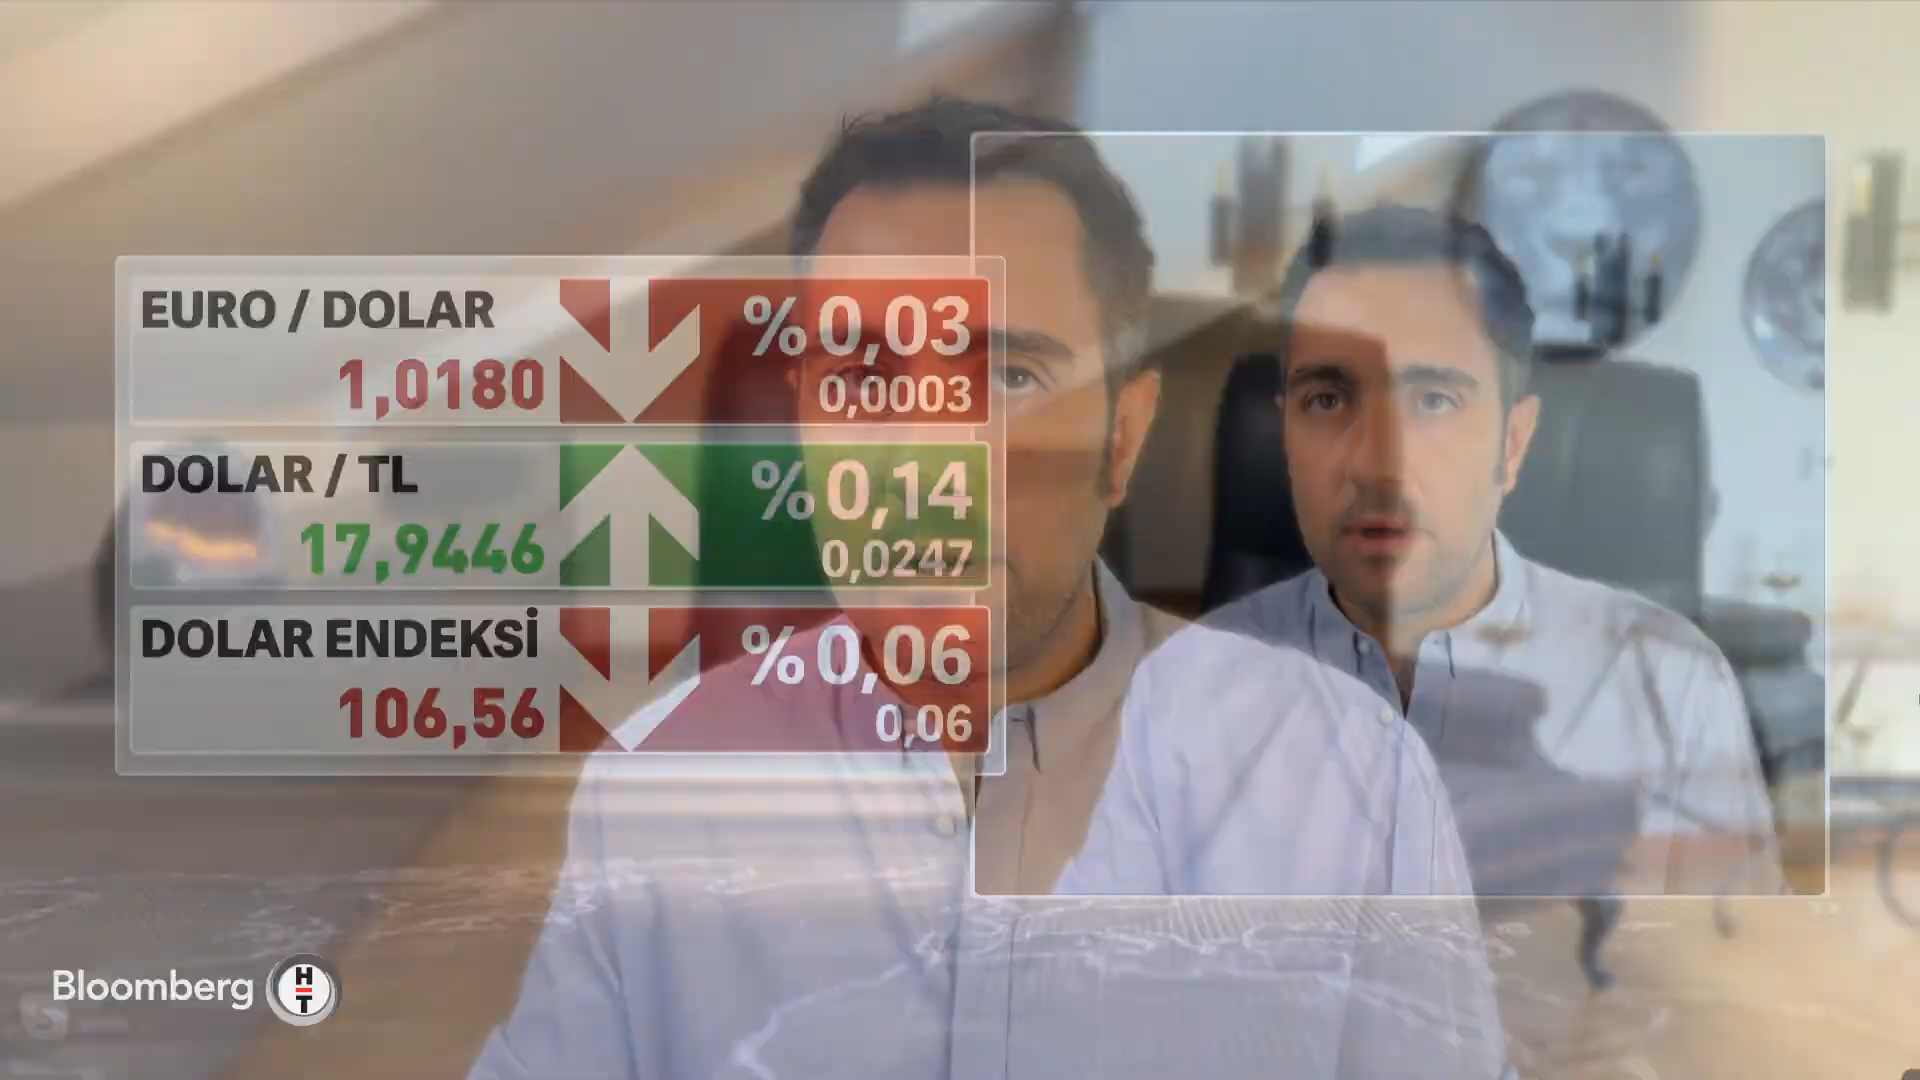 EURO / DOLAR
1,0180
%0,03
0,0003
DOLAR / TL
17,9446
%0,14
0,0247
DOLAR ENDEKSİ
106,56
%0,06
0,06
Bloomberg HT